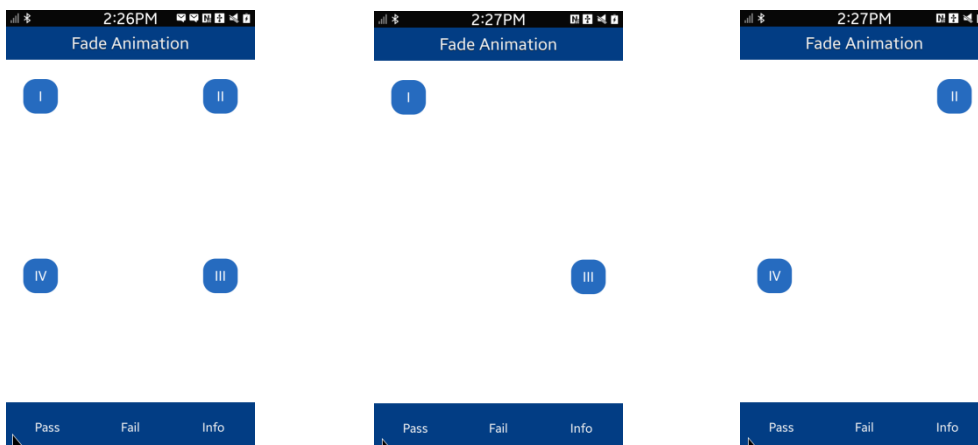 2:26PM
Fade Animation
I II
IV III
Pass Fail Info
2:27PM
Fade Animation
I
III
Pass Fail Info
2:27PM
Fade Animation
II
IV
Pass Fail Info